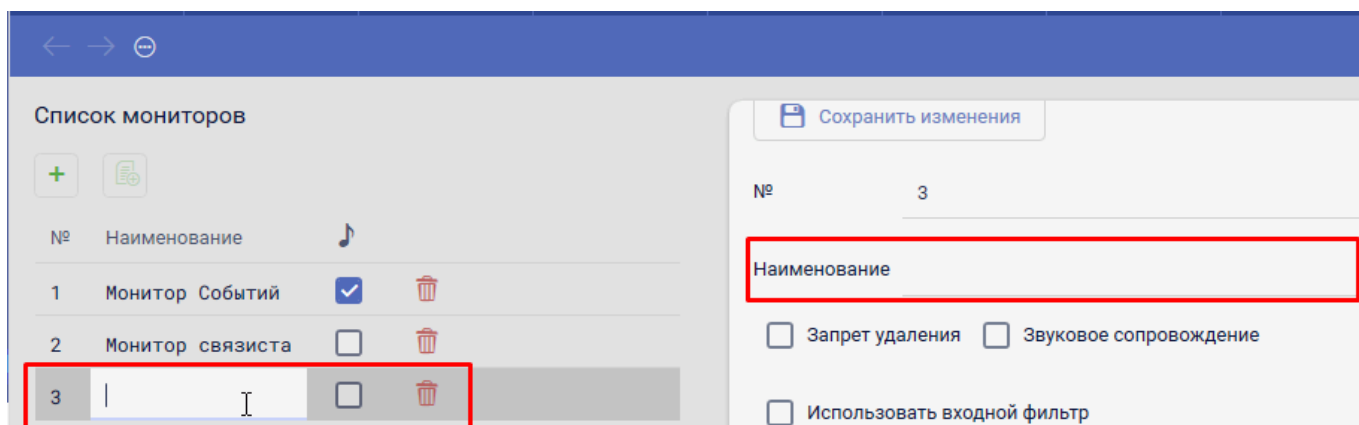 Список мониторов
№ Наименование
1 Монитор Событий
2 Монитор связиста
3
Сохранить изменения
№ 3
Наименование
Запрет удаления Звуковое сопровождение
Использовать входной фильтр